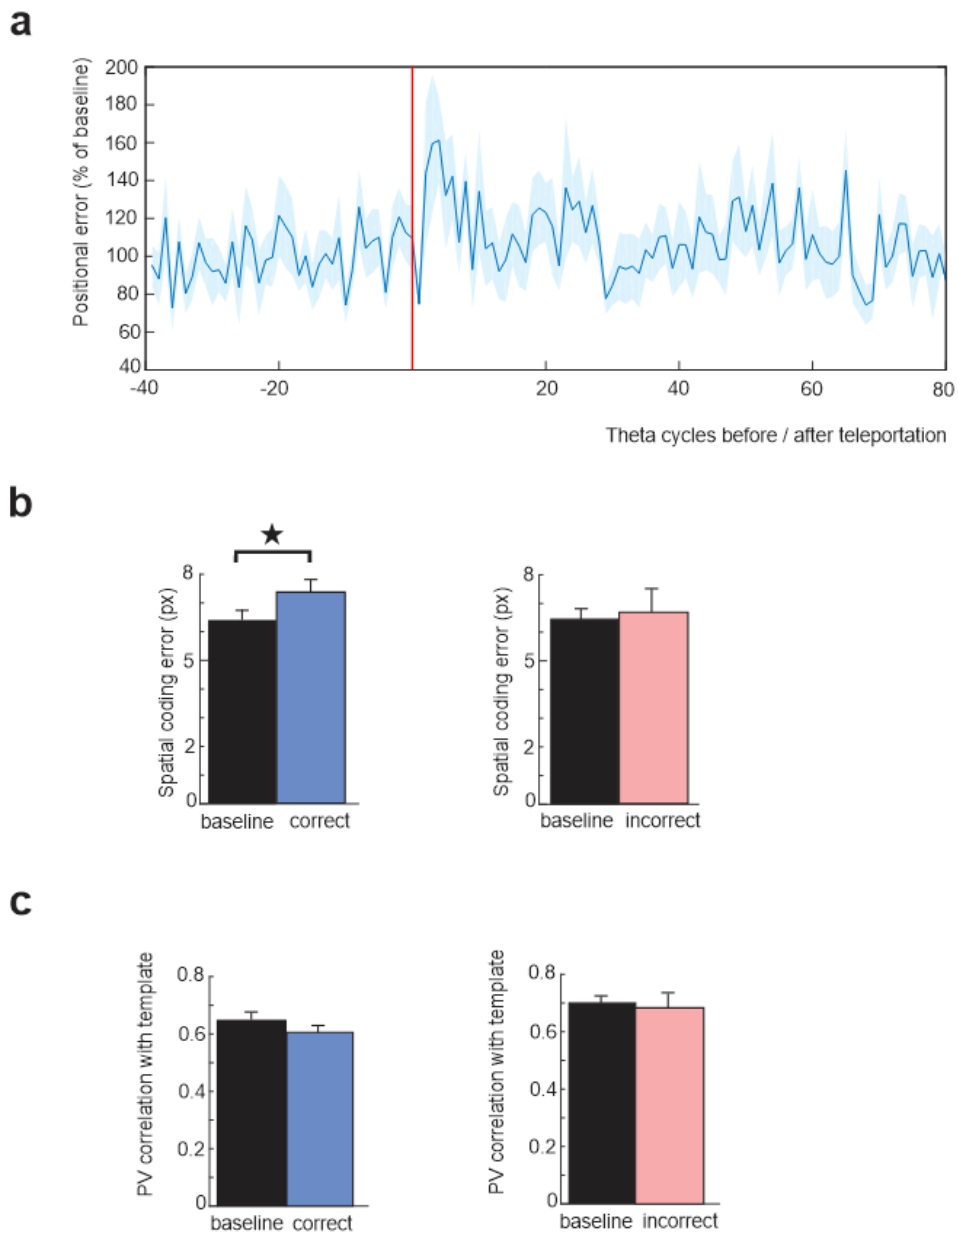 a
Positional error (% of baseline)
200
180
160
140
120
100
80
60
40
-40
-20
20
40
60
80
Theta cycles before / after teleportation
b
★
Spatial coding error (px)
8
5
2
0
baseline correct
Spatial coding error (px)
8
5
2
0
baseline incorrect
c
PV correlation with template
0.8
0.6
0.4
0.2
0
baseline correct
PV correlation with template
0.8
0.6
0.4
0.2
0
baseline incorrect